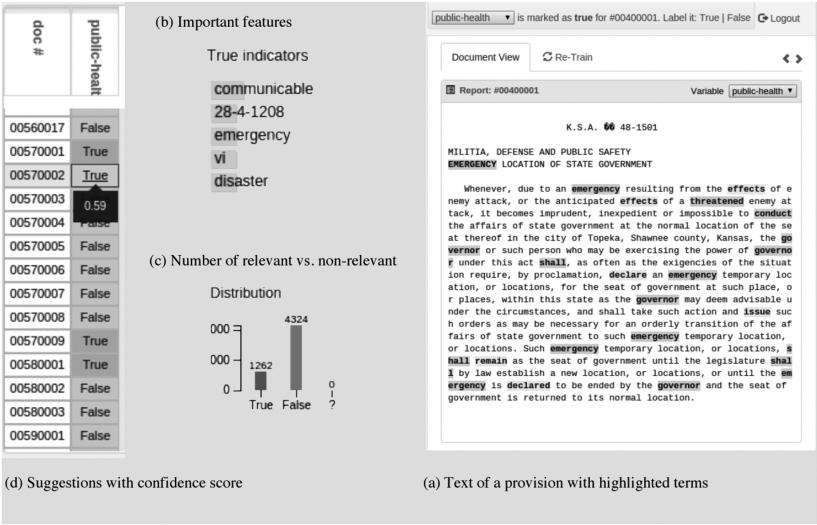 doc #
public-healt
00560017 False
00570001 True
00570002 True
00570003
0.59
00570004 False
00570005 False
00570006 False
00570007 False
00570008 False
00570009 True
00580001 True
00580002 False
00580003 False
00590001 False
(d) Suggestions with confidence score
(b) Important features
True indicators
communicable
28-4-1208
emergency
vi
disaster
(c) Number of relevant vs. non-relevant
Distribution
000
000
0
1262
4324
0
True False ?
public-health ▼ is marked as true for #00400001. Label it: True | False Logout
Document View Re-Train
Report: #00400001 Variable public-health ▼
K.S.A. �� 48-1501
MILITIA, DEFENSE AND PUBLIC SAFETY
EMERGENCY LOCATION OF STATE GOVERNMENT
Whenever, due to an emergency resulting from the effects of e
nemy attack, or the anticipated effects of a threatened enemy at
tack, it becomes imprudent, inexpedient or impossible to conduct
the affairs of state government at the normal location of the se
at thereof in the city of Topeka, Shawnee county, Kansas, the go
vernor or such person who may be exercising the power of governo
r under this act shall, as often as the exigencies of the situat
ion require, by proclamation, declare an emergency temporary loc
ation, or locations, for the seat of government at such place, o
r places, within this state as the governor may deem advisable u
nder the circumstances, and shall take such action and issue suc
h orders as may be necessary for an orderly transition of the af
fairs of state government to such emergency temporary location,
or locations. Such emergency temporary location, or locations, s
hall remain as the seat of government until the legislature shal
l by law establish a new location, or locations, or until the em
ergency is declared to be ended by the governor and the seat of
government is returned to its normal location.
(a) Text of a provision with highlighted terms